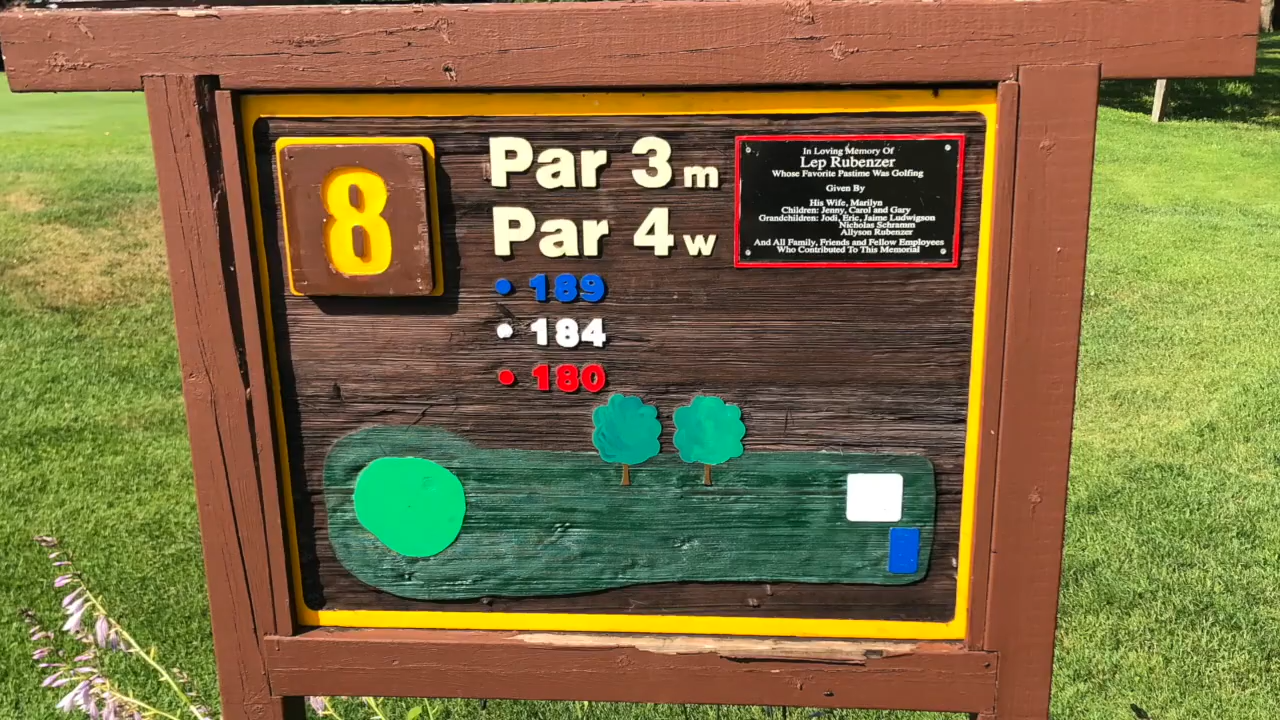 8
Par 3 m
Par 4 w
189
184
180
In Loving Memory Of
Lep Rubenzer
Whose Favorite Pastime Was Golfing
Given By
His Wife, Marilyn
Children: Jenny, Carol and Gary
Grandchildren: Jodi, Eric, Jaime Ludwigson
Nicholas Schramm
Allyson Rubenzer
And All Family, Friends and Fellow Employees
Who Contributed To This Memorial